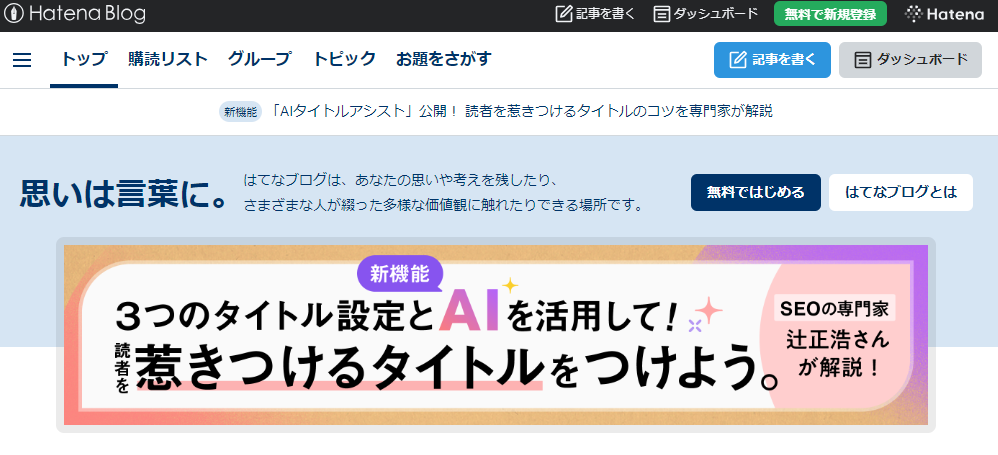 Hatena Blog 記事を書く ダッシュボード 無料で新規登録 Hatena
トップ 購読リスト グループ トピック お題をさがす 記事を書く ダッシュボード
新機能 「AIタイトルアシスト」公開！ 読者を惹きつけるタイトルのコツを専門家が解説
思いは言葉に。
はてなブログは、あなたの思いや考えを残したり、
さまざまな人が綴った多様な価値観に触れたりできる場所です。
無料ではじめる はてなブログとは
新機能
3つのタイトル設定とAIを活用して！
読者を惹きつけるタイトルをつけよう。
SEOの専門家
辻正浩さん
が解説！